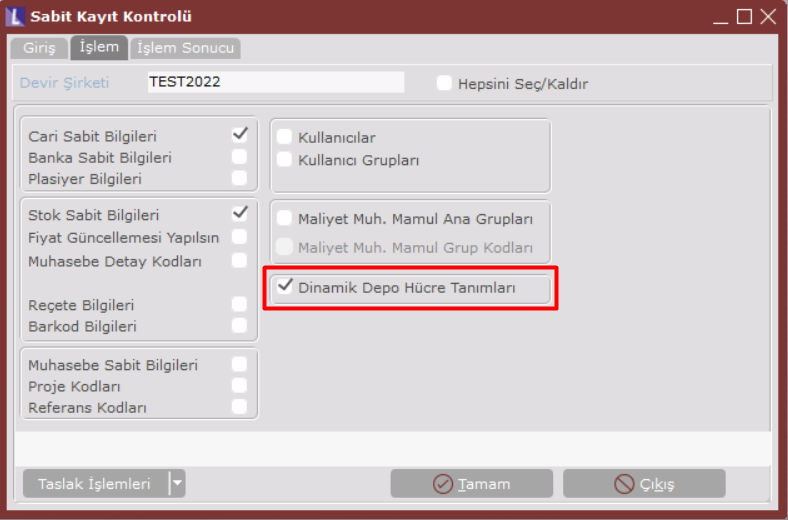 Sabit Kayıt Kontrolü
Giriş İşlem İşlem Sonucu
Devir Şirketi TEST2022 Hepsini Seç/Kaldır
Cari Sabit Bilgileri
Banka Sabit Bilgileri
Plasiyer Bilgileri
Kullanıcılar
Kullanıcı Grupları
Stok Sabit Bilgileri
Fiyat Güncellemesi Yapılsın
Muhasebe Detay Kodları
Reçete Bilgileri
Barkod Bilgileri
Maliyet Muh. Mamul Ana Grupları
Maliyet Muh. Mamul Grup Kodları
Dinamik Depo Hücre Tanımları
Muhasebe Sabit Bilgileri
Proje Kodları
Referans Kodları
Taslak İşlemleri Tamam Çıkış